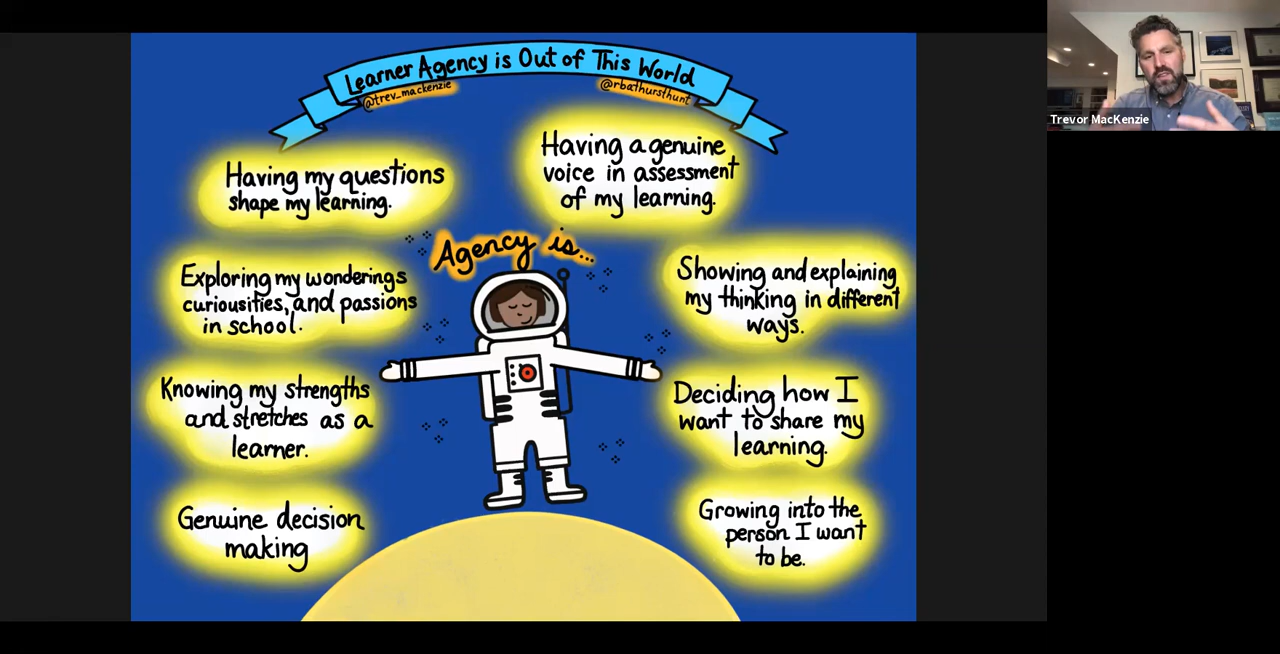 Learner Agency is Out of This World
@trev_mackenzie
@rbathursthunt
Having my questions
shape my learning.
Having a genuine
voice in assessment
of my learning.
Agency is...
Exploring my wonderings
curiousities, and passions
in school.
Showing and explaining
my thinking in different
ways.
Knowing my strengths
and stretches as a
learner.
Deciding how I
want to share my
learning.
Genuine decision
making
Growing into the
person I want
to be.
Trevor MacKenzie